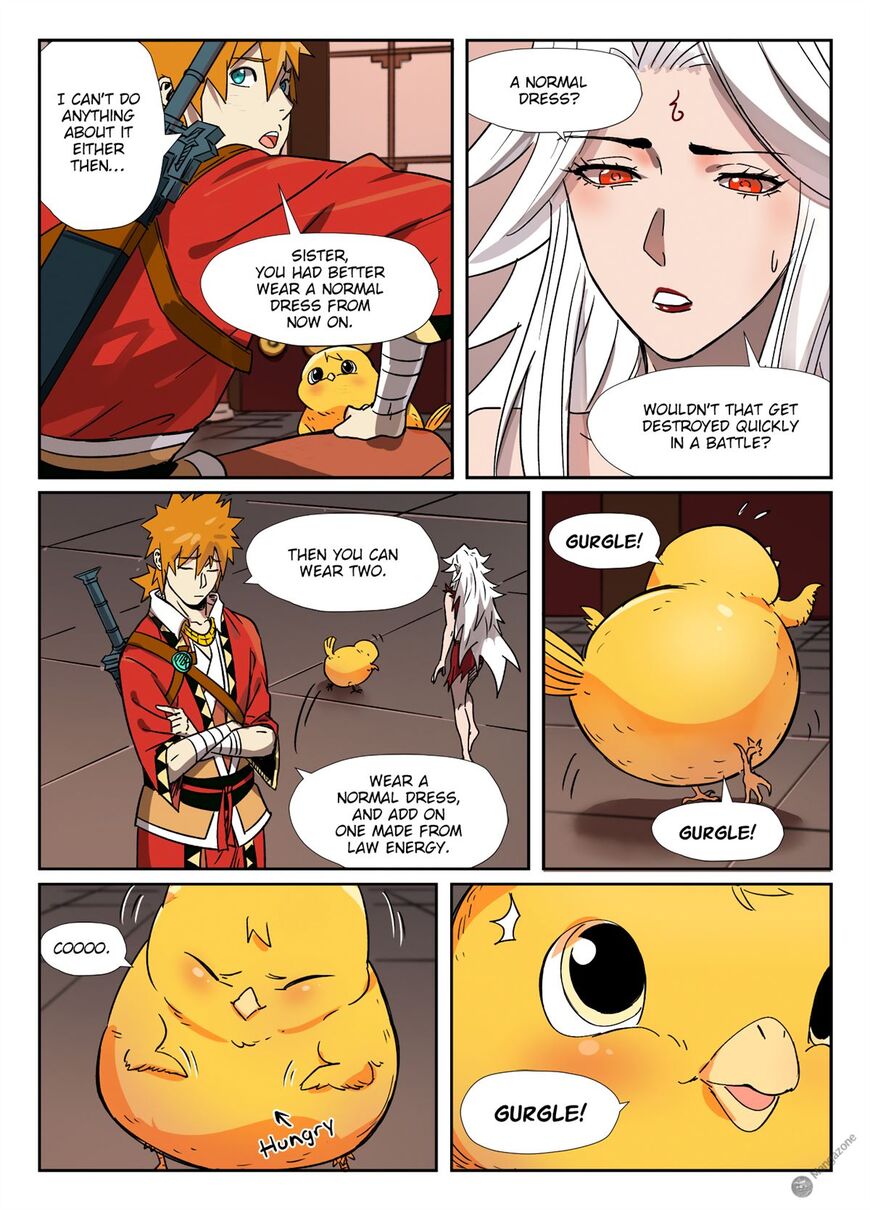 I CAN'T DO
ANYTHING
ABOUT IT
EITHER
THEN...
SISTER,
YOU HAD BETTER
WEAR A NORMAL
DRESS FROM
NOW ON.
A NORMAL
DRESS?
WOULDN'T THAT GET
DESTROYED QUICKLY
IN A BATTLE?
THEN YOU CAN
WEAR TWO.
WEAR A
NORMAL DRESS,
AND ADD ON
ONE MADE FROM
LAW ENERGY.
GURGLE!
GURGLE!
COOOO.
Hungry
GURGLE!
Mangazone